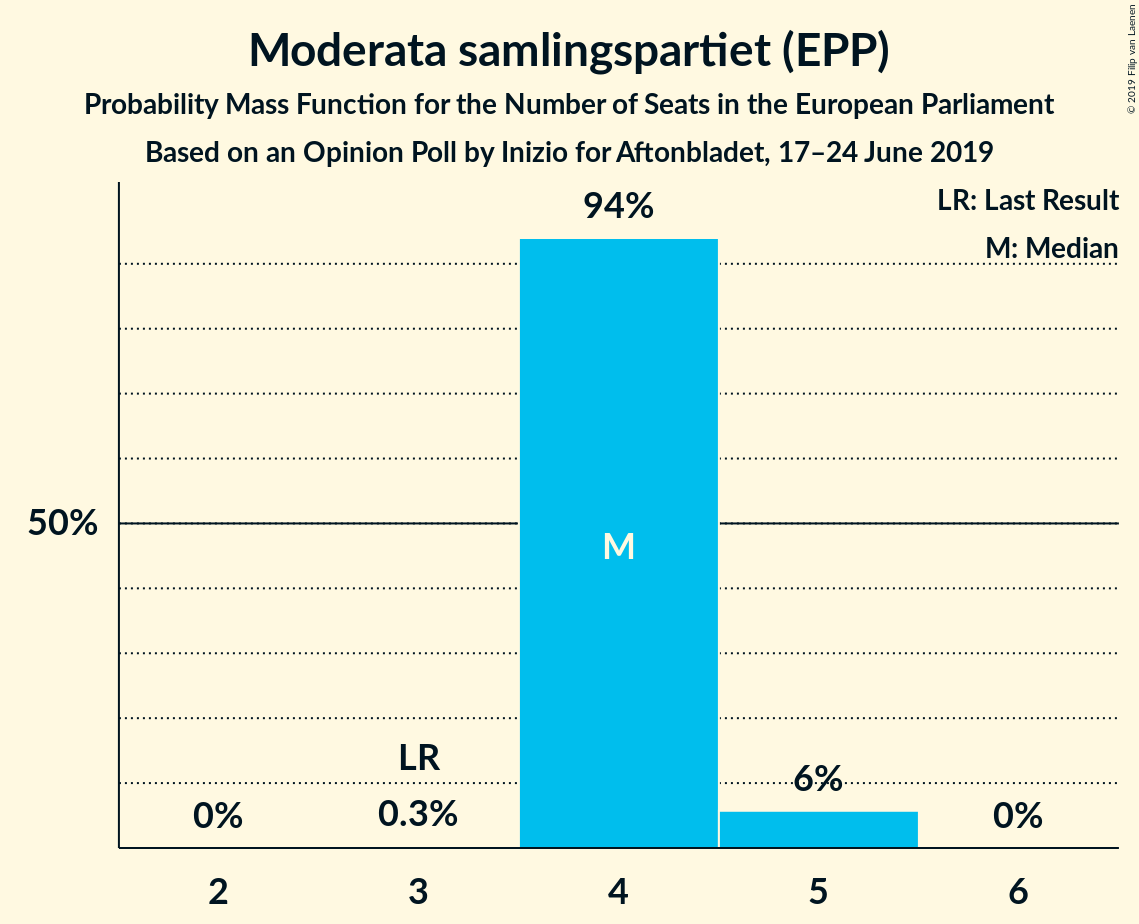 Moderata samlingspartiet (EPP)
Probability Mass Function for the Number of Seats in the European Parliament
Based on an Opinion Poll by Inizio for Aftonbladet, 17–24 June 2019
© 2019 Filip van Laenen
LR: Last Result
M: Median
94%
50%
M
LR
0%
0.3%
6%
0%
2
3
4
5
6